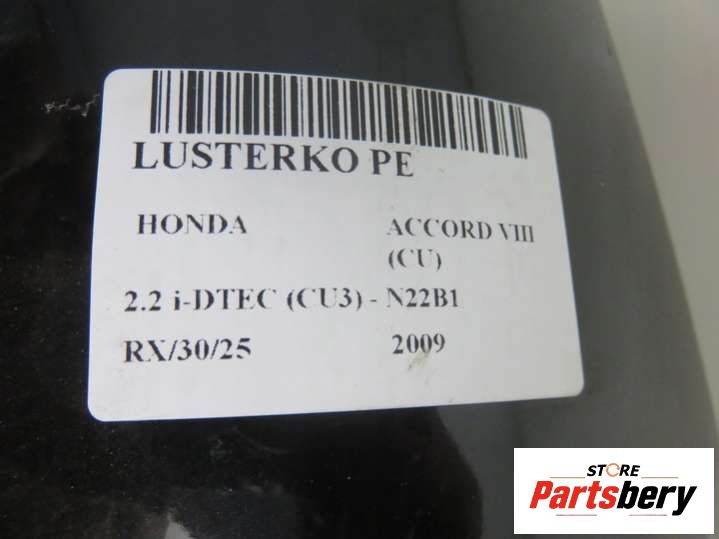 LUSTERKO PE
HONDA ACCORD VIII
(CU)
2.2 i-DTEC (CU3) - N22B1
RX/30/25 2009
STORE
Partsbery